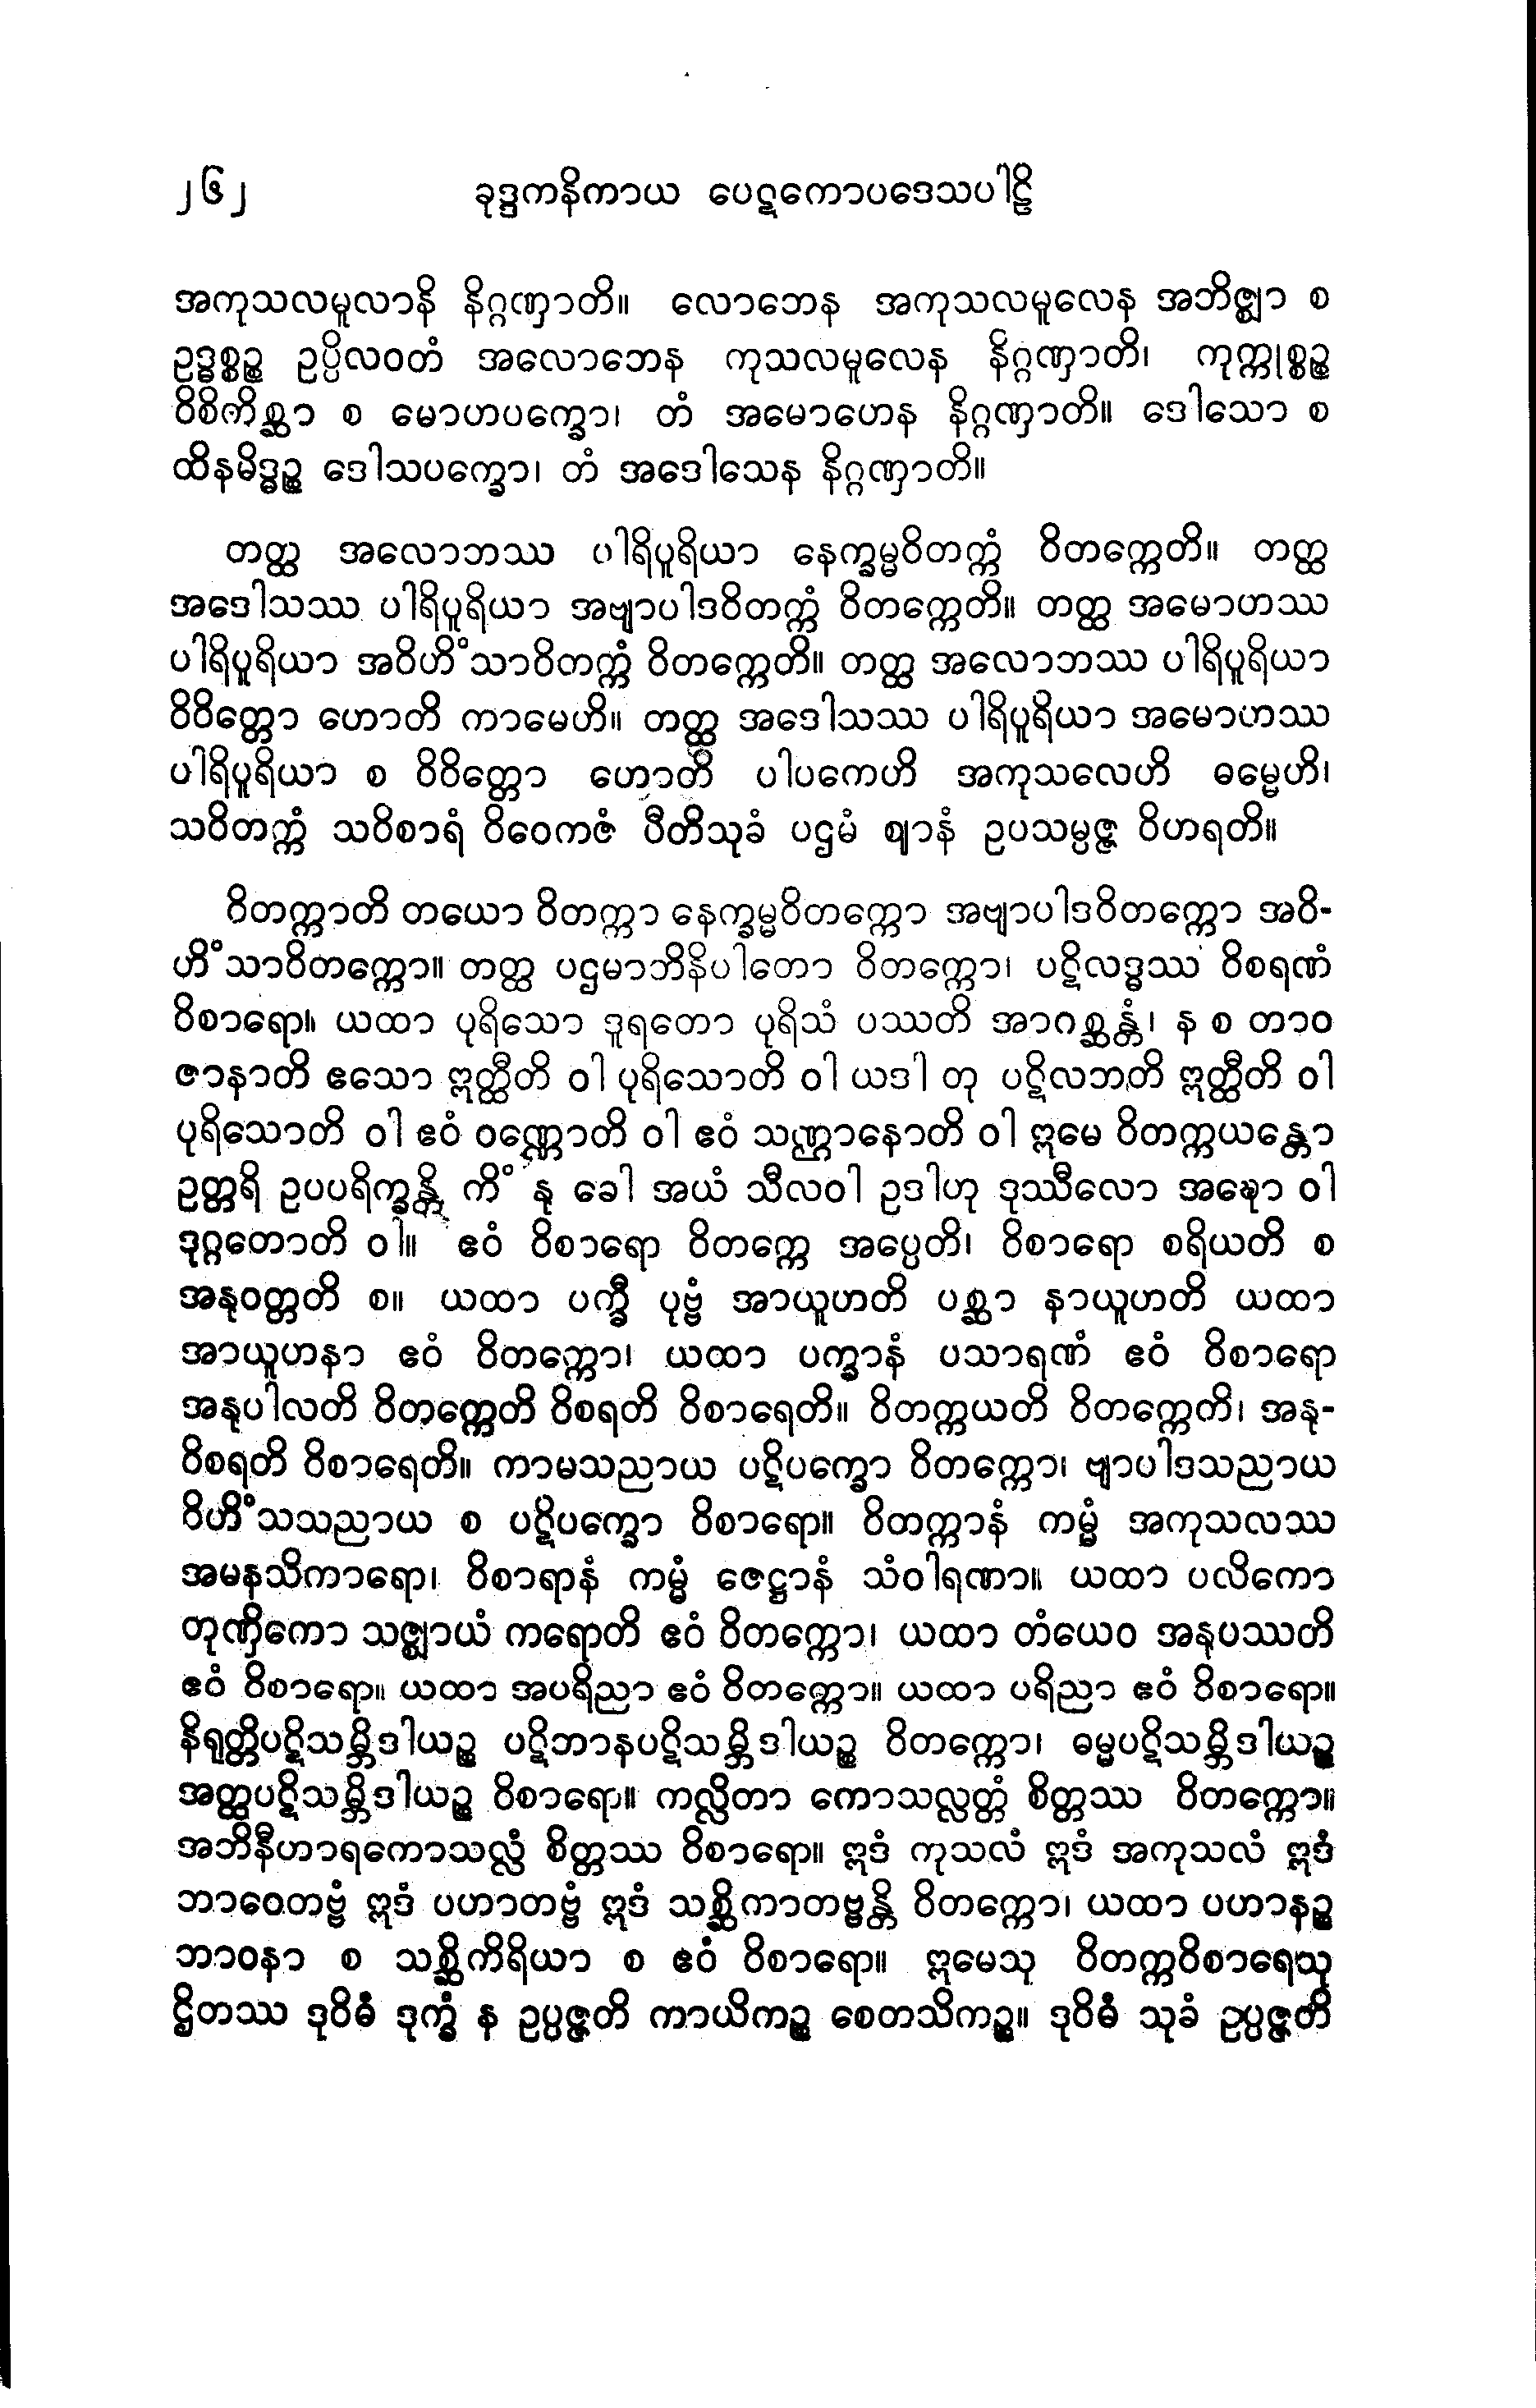 ၂၆၂ ခုဒ္ဒကနိကာယ ပေဋကောပဒေသပါဠိ
အကုသလမူလာနိ နိဂ္ဂဏှာတိ။ လောဘေန အကုသလမူလေန အဘိဇ္ဈာ စ
ဥဒ္ဓစ္စဉ္စ ဥပ္ပိလဝတံ အလောဘေန ကုသလမူလေန နိဂ္ဂဏှာတိ၊ ကုက္ကုစ္စဉ္စ
ဝိစိကိစ္ဆာ စ မောဟပက္ခော၊ တံ အမောဟေန နိဂ္ဂဏှာတိ။ ဒေါသော စ
ထိနမိဒ္ဓဉ္စ ဒေါသပက္ခော၊ တံ အဒေါသေန နိဂ္ဂဏှာတိ။
တတ္ထ အလောဘဿ ပါရိပူရိယာ နေက္ခမ္မဝိတက္ကံ ဝိတက္ကေတိ။ တတ္ထ
အဒေါသဿ ပါရိပူရိယာ အဗျာပါဒဝိတက္ကံ ဝိတက္ကေတိ။ တတ္ထ အမောဟဿ
ပါရိပူရိယာ အဝိဟိံသာဝိတက္ကံ ဝိတက္ကေတိ။ တတ္ထ အလောဘဿ ပါရိပူရိယာ
ဝိဝိတ္တော ဟောတိ ကာမေဟိ။ တတ္ထ အဒေါသဿ ပါရိပူရိယာ အမောဟဿ
ပါရိပူရိယာ စ ဝိဝိတ္တော ဟောတိ ပါပကေဟိ အကုသလေဟိ ဓမ္မေဟိ၊
သဝိတက္ကံ သဝိစာရံ ဝိဝေကဇံ ပီတိသုခံ ပဌမံ ဈာနံ ဥပသမ္ပဇ္ဇ ဝိဟရတိ။
ဝိတက္ကာတိ တယော ဝိတက္ကာ နေက္ခမ္မဝိတက္ကော အဗျာပါဒဝိတက္ကော အဝိ-
ဟိံသာဝိတက္ကော။ တတ္ထ ပဌမာဘိနိပါတော ဝိတက္ကော၊ ပဋိလဒ္ဓဿ ဝိစရဏံ
ဝိစာရော။ ယထာ ပုရိသော ဒူရတော ပုရိသံ ပဿတိ အာဂစ္ဆန္တံ၊ န စ တာဝ
ဇာနာတိ ဧသော ဣတ္ထီတိ ဝါ ပုရိသောတိ ဝါ ယဒါ တု ပဋိလဘတိ ဣတ္ထီတိ ဝါ
ပုရိသောတိ ဝါ ဧဝံ ဝဏ္ဏောတိ ဝါ ဧဝံ သဏ္ဌာနောတိ ဝါ ဣမေ ဝိတက္ကယန္တော
ဥတ္တရိ ဥပပရိက္ခန္တိ ကိံ နု ခေါ အယံ သီလဝါ ဥဒါဟု ဒုဿီလော အဍ္ဎော ဝါ
ဒုဂ္ဂတောတိ ဝါ။ ဧဝံ ဝိစာရော ဝိတက္ကေ အပ္ပေတိ၊ ဝိစာရော စရိယတိ စ
အနုဝတ္တတိ စ။ ယထာ ပက္ခီ ပုဗ္ဗံ အာယူဟတိ ပစ္ဆာ နာယူဟတိ ယထာ
အာယူဟနာ ဧဝံ ဝိတက္ကော၊ ယထာ ပက္ခာနံ ပသာရဏံ ဧဝံ ဝိစာရော
အနုပါလတိ ဝိတက္ကေတိ ဝိစရတိ ဝိစာရေတိ။ ဝိတက္ကယတိ ဝိတက္ကေတိ၊ အနု-
ဝိစရတိ ဝိစာရေတိ။ ကာမသညာယ ပဋိပက္ခော ဝိတက္ကော၊ ဗျာပါဒသညာယ
ဝိဟိံသသညာယ စ ပဋိပက္ခော ဝိစာရော။ ဝိတက္ကာနံ ကမ္မံ အကုသလဿ
အမနသိကာရော၊ ဝိစာရာနံ ကမ္မံ ဇေဋ္ဌာနံ သံဝါရဏာ။ ယထာ ပလိကော
တုဏှိကော သဇ္ဈာယံ ကရောတိ ဧဝံ ဝိတက္ကော၊ ယထာ တံယေဝ အနုပဿတိ
ဧဝံ ဝိစာရော။ ယထာ အပရိညာ ဧဝံ ဝိတက္ကော။ ယထာ ပရိညာ ဧဝံ ဝိစာရော။
နိရုတ္တိပဋိသမ္ဘိဒါယဉ္စ ပဋိဘာနပဋိသမ္ဘိဒါယဉ္စ ဝိတက္ကော၊ ဓမ္မပဋိသမ္ဘိဒါယဉ္စ
အတ္ထပဋိသမ္ဘိဒါယဉ္စ ဝိစာရော။ ကလ္လိတာ ကောသလ္လတ္တံ စိတ္တဿ ဝိတက္ကော။
အဘိနီဟာရကောသလ္လံ စိတ္တဿ ဝိစာရော။ ဣဒံ ကုသလံ ဣဒံ အကုသလံ ဣဒံ
ဘာဝေတဗ္ဗံ ဣဒံ ပဟာတဗ္ဗံ ဣဒံ သစ္ဆိကာတဗ္ဗန္တိ ဝိတက္ကော၊ ယထာ ပဟာနဉ္စ
ဘာဝနာ စ သစ္ဆိကိရိယာ စ ဧဝံ ဝိစာရော။ ဣမေသု ဝိတက္ကဝိစာရေသု
ဌိတဿ ဒုဝိဓံ ဒုက္ခံ န ဥပ္ပဇ္ဇတိ ကာယိကဉ္စ စေတသိကဉ္စ။ ဒုဝိဓံ သုခံ ဥပ္ပဇ္ဇတိ